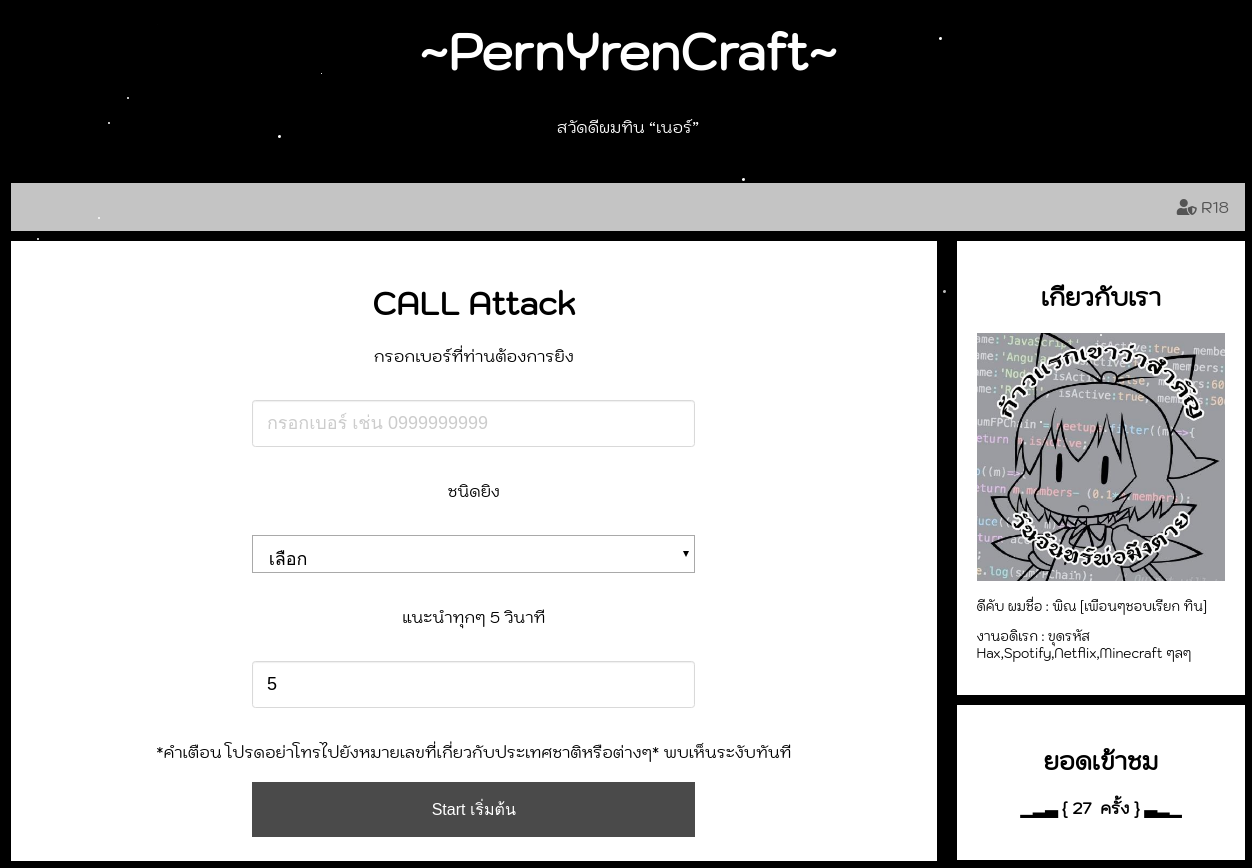 ~PernYrenCraft~
สวัดดีผมทิน “เนอร์”
R18
CALL Attack
กรอกเบอร์ที่ท่านต้องการยิง
กรอกเบอร์ เช่น 0999999999
ชนิดยิง
เลือก
แนะนำทุกๆ 5 วินาที
5
*คำเตือน โปรดอย่าโทรไปยังหมายเลขที่เกี่ยวกับประเทศชาติหรือต่างๆ* พบเห็นระงับทันที
Start เริ่มต้น
เกียวกับเรา
ก้าวแรกเขาว่าสำคัญ
วันจันทร์พ่อมึงตาย
ดีคับ ผมชื่อ : พิณ [เพือนๆชอบเรียก ทิน]
งานอดิเรก : ขุดรหัส
Hax,Spotify,Netflix,Minecraft ๆลๆ
ยอดเข้าชม
{ 27 ครั้ง }